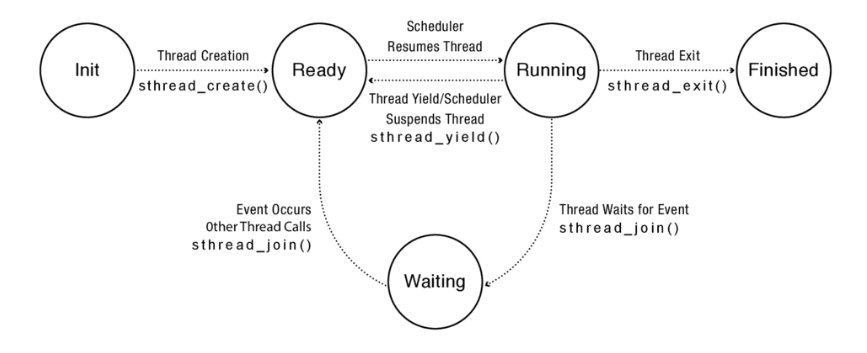 Init
Thread Creation
sthread_create()
Ready
Scheduler
Resumes Thread
Thread Yield/Scheduler
Suspends Thread
sthread_yield()
Running
Thread Exit
sthread_exit()
Finished
Event Occurs
Other Thread Calls
sthread_join()
Thread Waits for Event
sthread_join()
Waiting